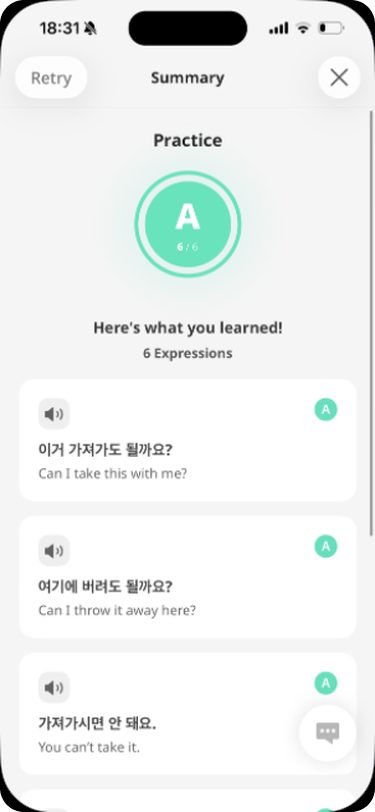 18:31
Retry
Summary
Practice
A
6 / 6
Here's what you learned!
6 Expressions
A
이거 가져가도 될까요?
Can I take this with me?
A
여기에 버려도 될까요?
Can I throw it away here?
A
가져가시면 안 돼요.
You can't take it.